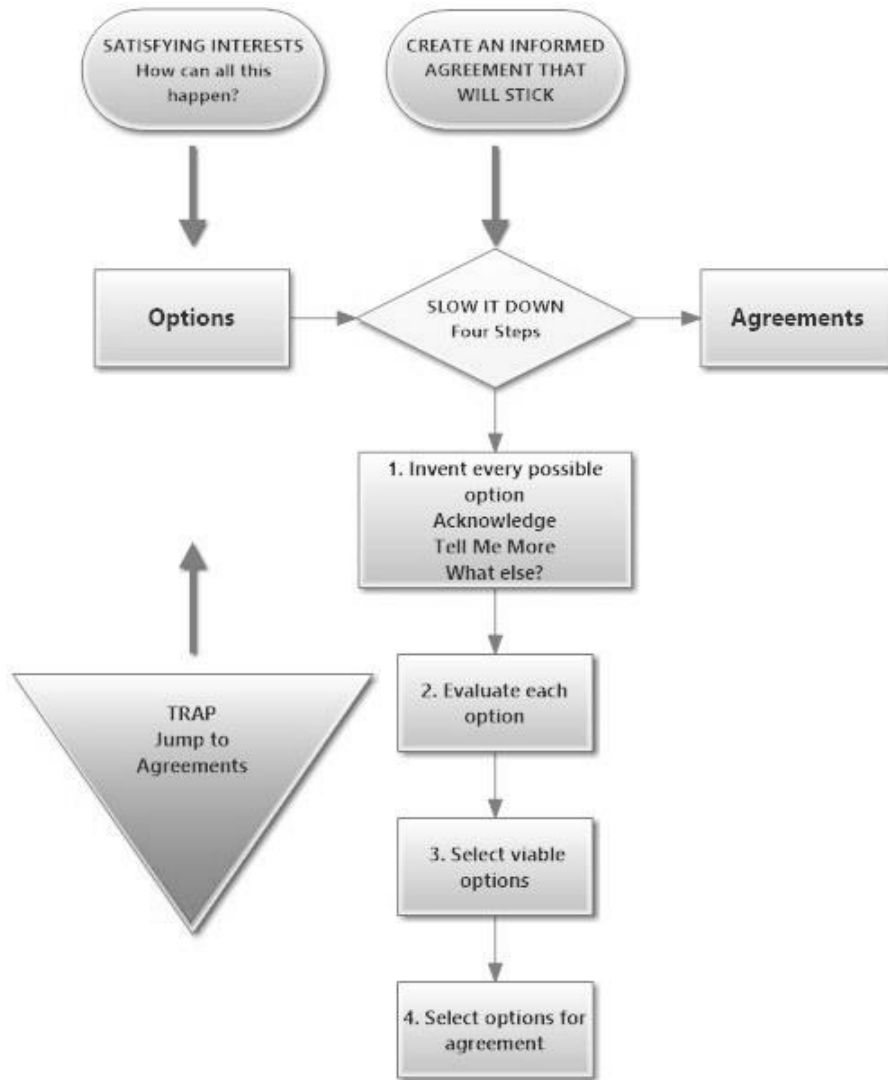 SATISFYING INTERESTS
How can all this
happen?
CREATE AN INFORMED
AGREEMENT THAT
WILL STICK
Options
SLOW IT DOWN
Four Steps
Agreements
1. Invent every possible
option
Acknowledge
Tell Me More
What else?
TRAP
Jump to
Agreements
2. Evaluate each
option
3. Select viable
options
4. Select options for
agreement